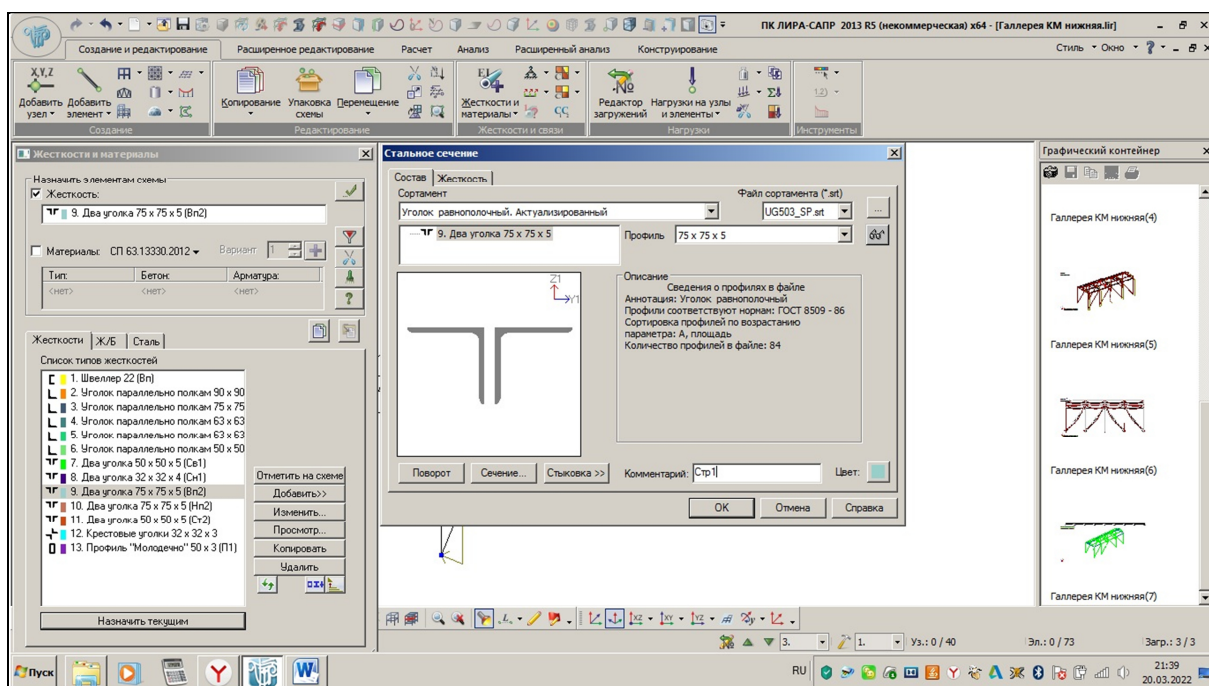 ПК ЛИРА-САПР 2013 R5 (некоммерческая) x64 - [Галлерея КМ нижняя.lir]
Создание и редактирование Расширенное редактирование Расчет Анализ Расширенный анализ Конструирование Стиль Окно ?
X,Y,Z
Добавить узел
Добавить элемент
Создание
Копирование Упаковка схемы Перемещение
Редактирование
Жесткости и материалы
Жесткости и связи
Редактор загружений
Нагрузки на узлы и элементы
Нагрузки
Инструменты
Жесткости и материалы
Назначить элементам схемы
Жесткость:
9. Два уголка 75 x 75 x 5 (Вп2)
Материалы: СП 63.13330.2012 Вариант: 1
Тип: Бетон: Арматура:
<нет> <нет> <нет>
Жесткости Ж/Б Сталь
Список типов жесткостей
1. Швеллер 22 (Вп)
2. Уголок параллельно полкам 90 x 90
3. Уголок параллельно полкам 75 x 75
4. Уголок параллельно полкам 63 x 63
5. Уголок параллельно полкам 63 x 63
6. Уголок параллельно полкам 50 x 50
7. Два уголка 50 x 50 x 5 (Св1)
8. Два уголка 32 x 32 x 4 (Сн1)
9. Два уголка 75 x 75 x 5 (Вп2)
10. Два уголка 75 x 75 x 5 (Нп2)
11. Два уголка 50 x 50 x 5 (Ст2)
12. Крестовые уголки 32 x 32 x 3
13. Профиль "Молодечно" 50 x 3 (П1)
Отметить на схеме
Добавить>>
Изменить...
Просмотр...
Копировать
Удалить
Назначить текущим
Стальное сечение
Состав Жесткость
Сортамент Файл сортамента (*.srt)
Уголок равнополочный. Актуализированный UG503_SP.srt ...
9. Два уголка 75 x 75 x 5
Профиль 75 x 75 x 5
Z1
Y1
Описание
Сведения о профилях в файле
Аннотация: Уголок равнополочный
Профили соответствуют нормам: ГОСТ 8509 - 86
Сортировка профилей по возрастанию
параметра: A, площадь
Количество профилей в файле: 84
Поворот Сечение... Стыковка >> Комментарий: Стр1 Цвет:
OK Отмена Справка
Графический контейнер
Галлерея КМ нижняя(4)
Галлерея КМ нижняя(5)
Галлерея КМ нижняя(6)
Галлерея КМ нижняя(7)
3. 1. Уз.: 0 / 40 Эл.: 0 / 73 Загр.: 3 / 3
Пуск RU 21:39
20.03.2022